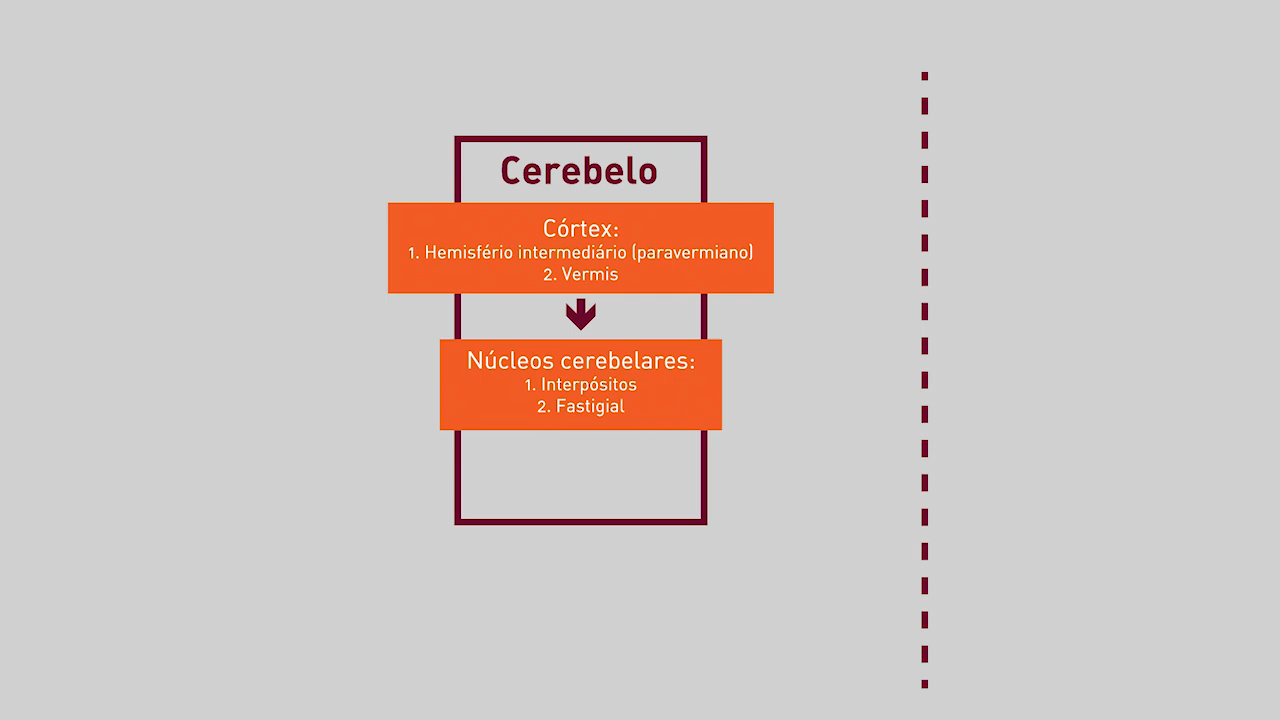 Cerebelo
Córtex:
1. Hemisfério intermediário (paravermiano)
2. Vermis
Núcleos cerebelares:
1. Interpósitos
2. Fastigial